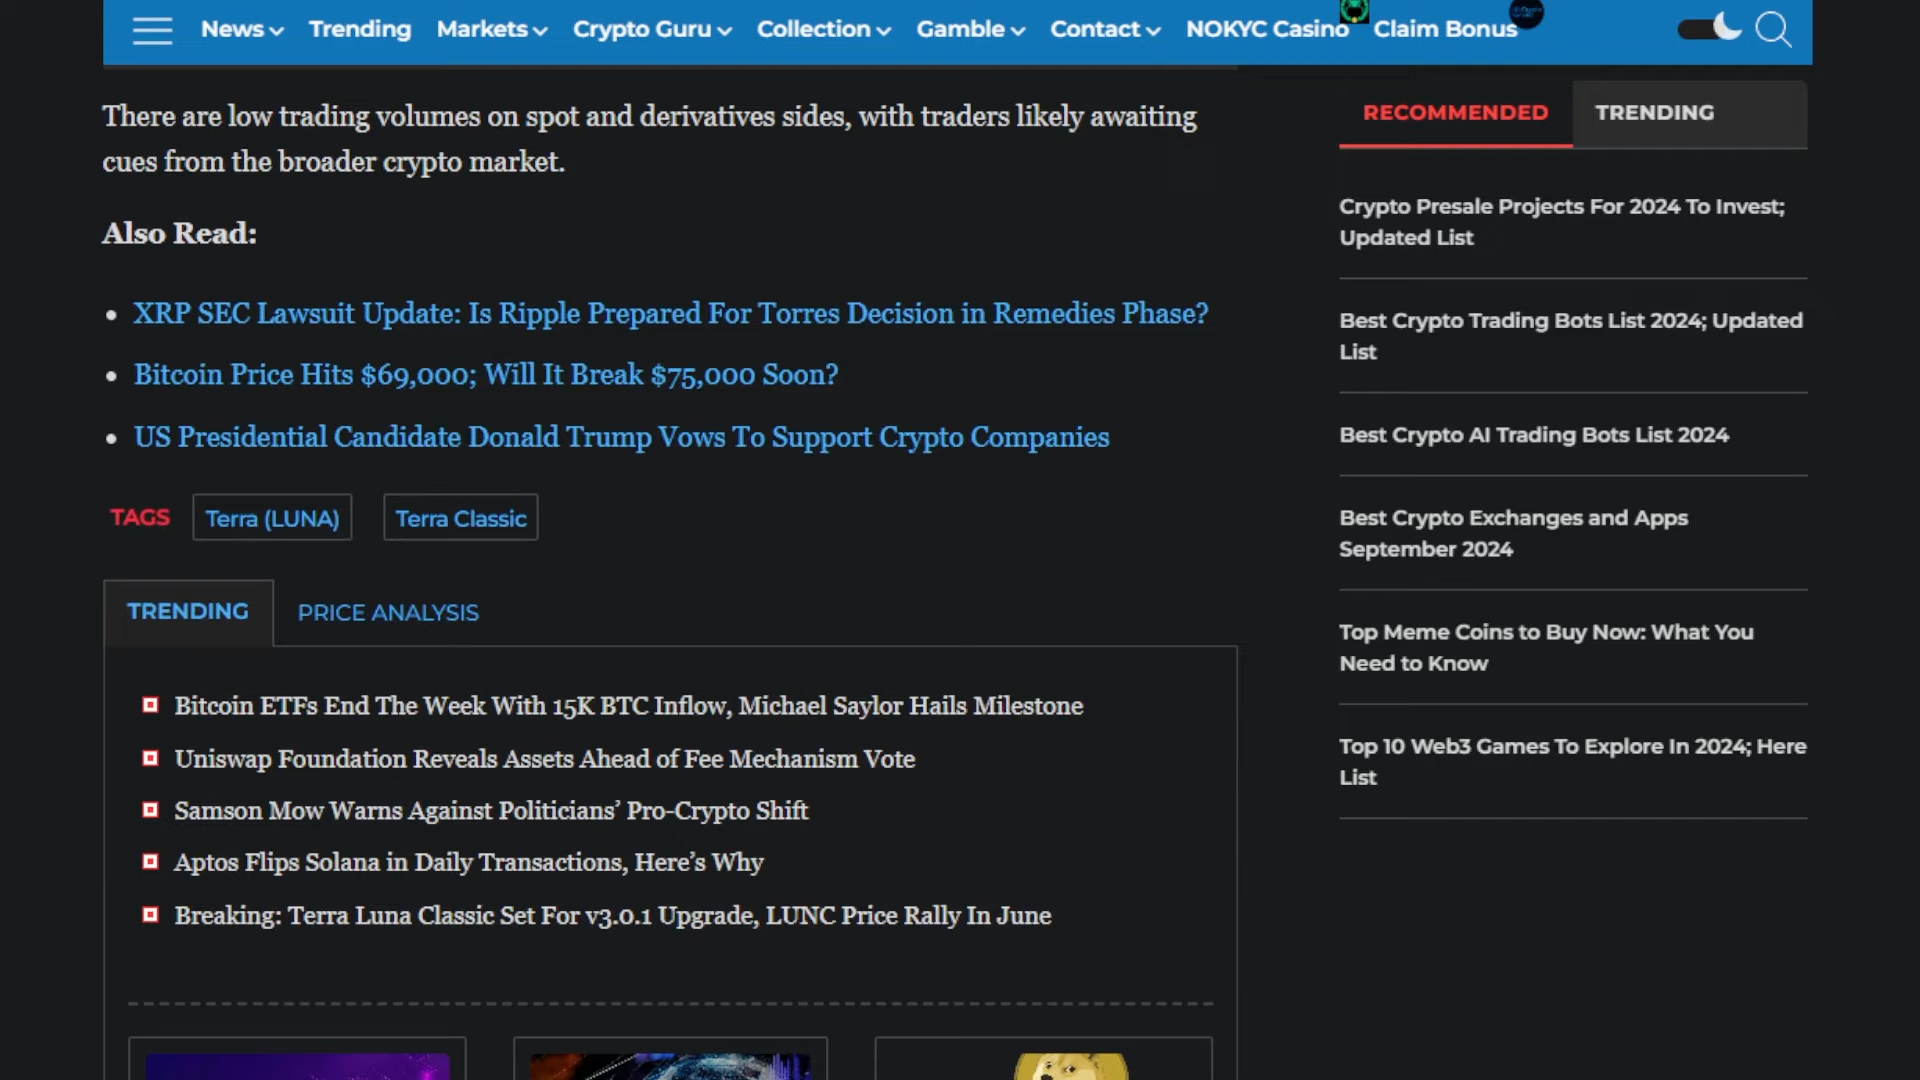 News Trending Markets Crypto Guru Collection Gamble Contact NOKYC Casino Claim Bonus
There are low trading volumes on spot and derivatives sides, with traders likely awaiting
cues from the broader crypto market.
Also Read:
XRP SEC Lawsuit Update: Is Ripple Prepared For Torres Decision in Remedies Phase?
Bitcoin Price Hits $69,000; Will It Break $75,000 Soon?
US Presidential Candidate Donald Trump Vows To Support Crypto Companies
TAGS Terra (LUNA) Terra Classic
TRENDING PRICE ANALYSIS
Bitcoin ETFs End The Week With 15K BTC Inflow, Michael Saylor Hails Milestone
Uniswap Foundation Reveals Assets Ahead of Fee Mechanism Vote
Samson Mow Warns Against Politicians’ Pro-Crypto Shift
Aptos Flips Solana in Daily Transactions, Here’s Why
Breaking: Terra Luna Classic Set For v3.0.1 Upgrade, LUNC Price Rally In June
RECOMMENDED TRENDING
Crypto Presale Projects For 2024 To Invest;
Updated List
Best Crypto Trading Bots List 2024; Updated
List
Best Crypto AI Trading Bots List 2024
Best Crypto Exchanges and Apps
September 2024
Top Meme Coins to Buy Now: What You
Need to Know
Top 10 Web3 Games To Explore In 2024; Here
List